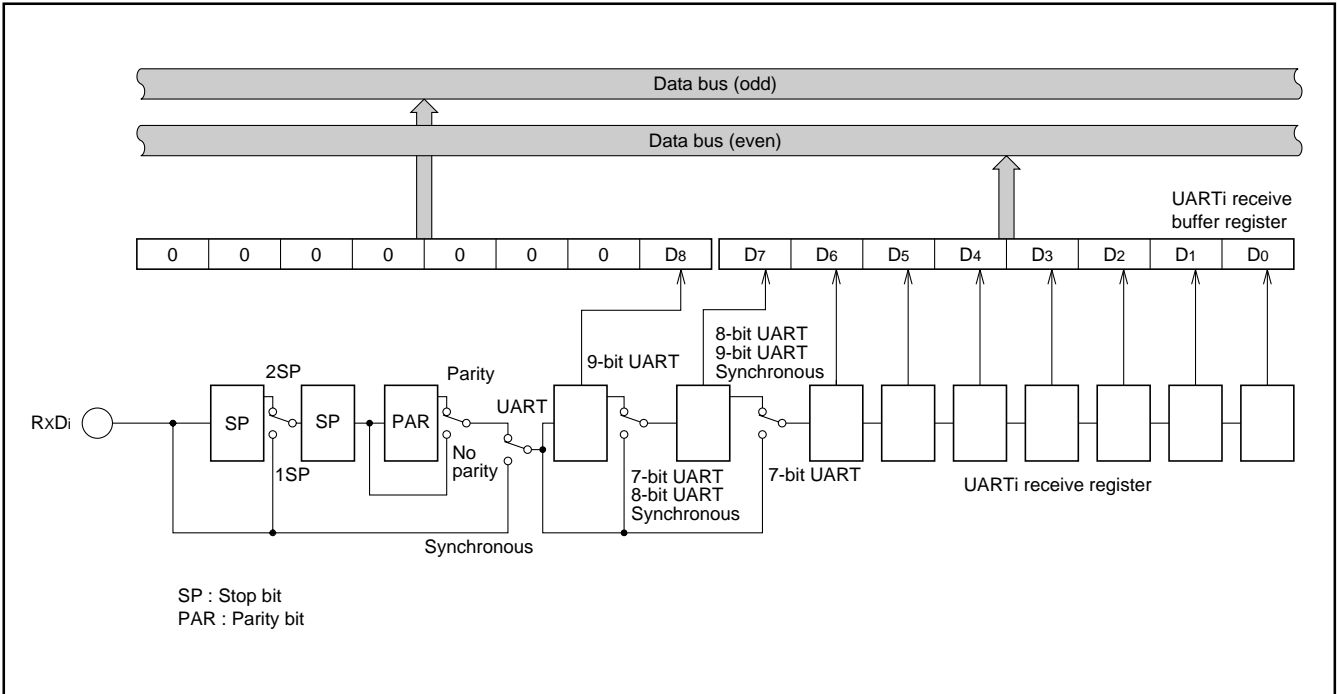 Data bus (odd)
Data bus (even)
UARTi receive
buffer register
0 0 0 0 0 0 0 D8 D7 D6 D5 D4 D3 D2 D1 D0
8-bit UART
9-bit UART
Synchronous
9-bit UART
2SP
Parity
UART
RxDi
SP
SP
PAR
1SP
No
parity
7-bit UART
8-bit UART
Synchronous
7-bit UART
UARTi receive register
Synchronous
SP : Stop bit
PAR : Parity bit